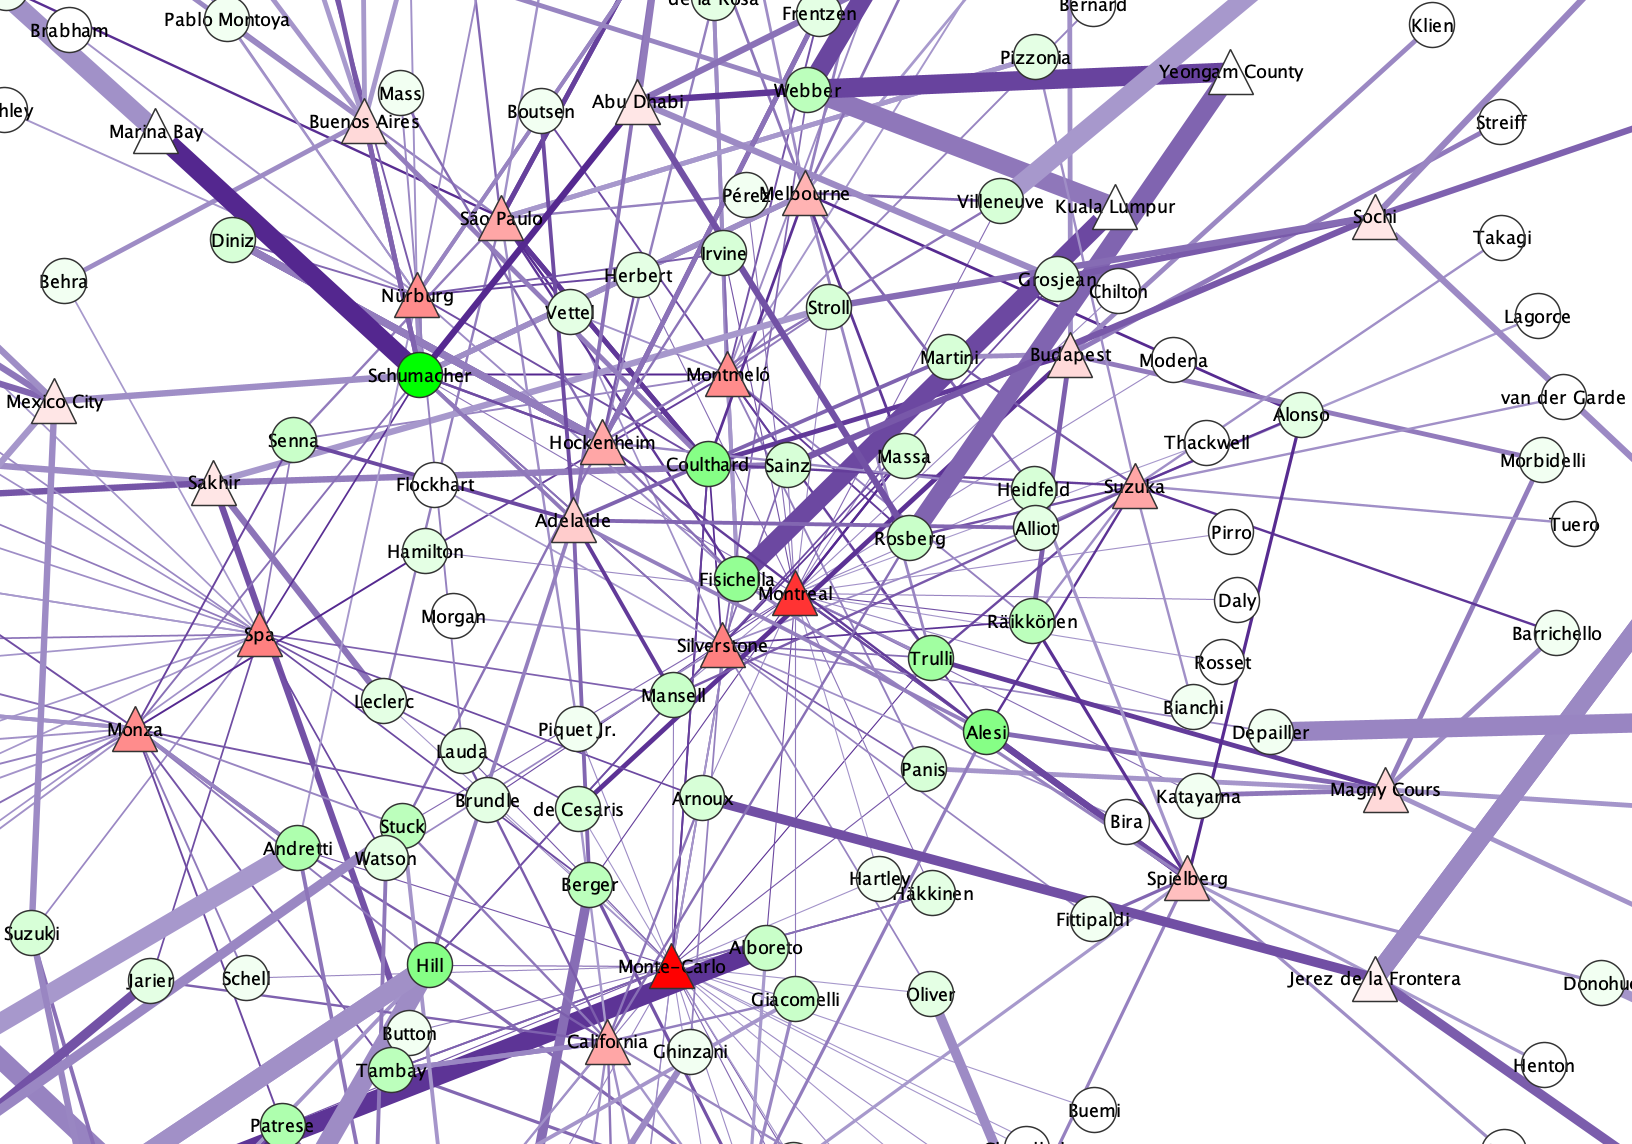 de la Rosa
Bernard
Frentzen
Pablo Montoya
Brabham
Klien
Pizzonia
Yeongam County
Mass
Webber
Abu Dhabi
Boutsen
hley
Buenos Aires
Marina Bay
Streiff
Pérez
Melbourne
Villeneuve
Kuala Lumpur
São Paulo
Sochi
Diniz
Takagi
Irvine
Herbert
Behra
Grosjean
Chilton
Nürburg
Stroll
Vettel
Lagorce
Martini
Budapest
Modena
Schumacher
Montmeló
van der Garde
Mexico City
Alonso
Senna
Hockenheim
Thackwell
Coulthard
Sainz
Massa
Morbidelli
Sakhir
Flockhart
Heidfeld
Suzuka
Adelaide
Alliot
Tuero
Pirro
Rosberg
Hamilton
Fisichella
Montreal
Daly
Morgan
Räikkönen
Spa
Barrichello
Silverstone
Trulli
Rosset
Mansell
Leclerc
Bianchi
Monza
Piquet Jr.
Alesi
Depailler
Lauda
Panis
Magny Cours
Brundle
de Cesaris
Arnoux
Katayama
Stuck
Bira
Andretti
Watson
Berger
Hartley
Häkkinen
Spielberg
Fittipaldi
Suzuki
Alboreto
Hill
Monte-Carlo
Jarier
Schell
Giacomelli
Oliver
Jerez de la Frontera
Donohu
Button
California
Ghinzani
Tambay
Henton
Buemi
Patrese